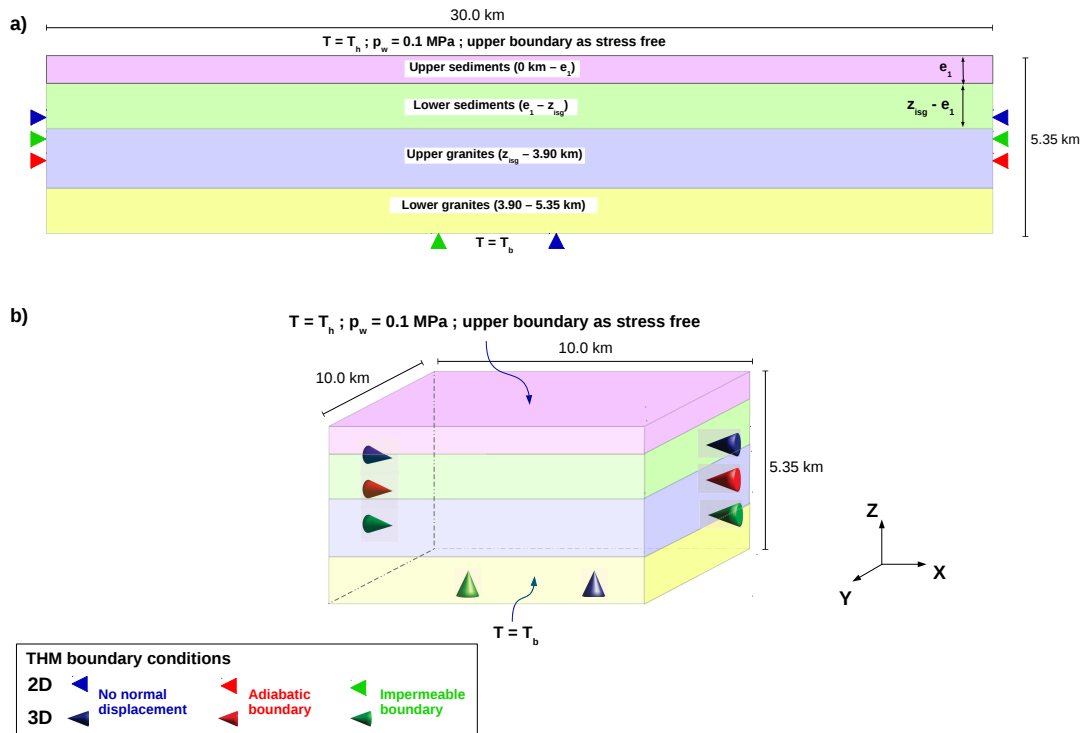 a)
30.0 km
T = Th ; pw = 0.1 MPa ; upper boundary as stress free
Upper sediments (0 km – e1)
e1
Lower sediments (e1 – zisg)
zisg - e1
Upper granites (zisg – 3.90 km)
5.35 km
Lower granites (3.90 – 5.35 km)
T = Tb
b)
T = Th ; pw = 0.1 MPa ; upper boundary as stress free
10.0 km
10.0 km
5.35 km
Z
X
Y
T = Tb
THM boundary conditions
2D
3D
No normal
displacement
Adiabatic
boundary
Impermeable
boundary